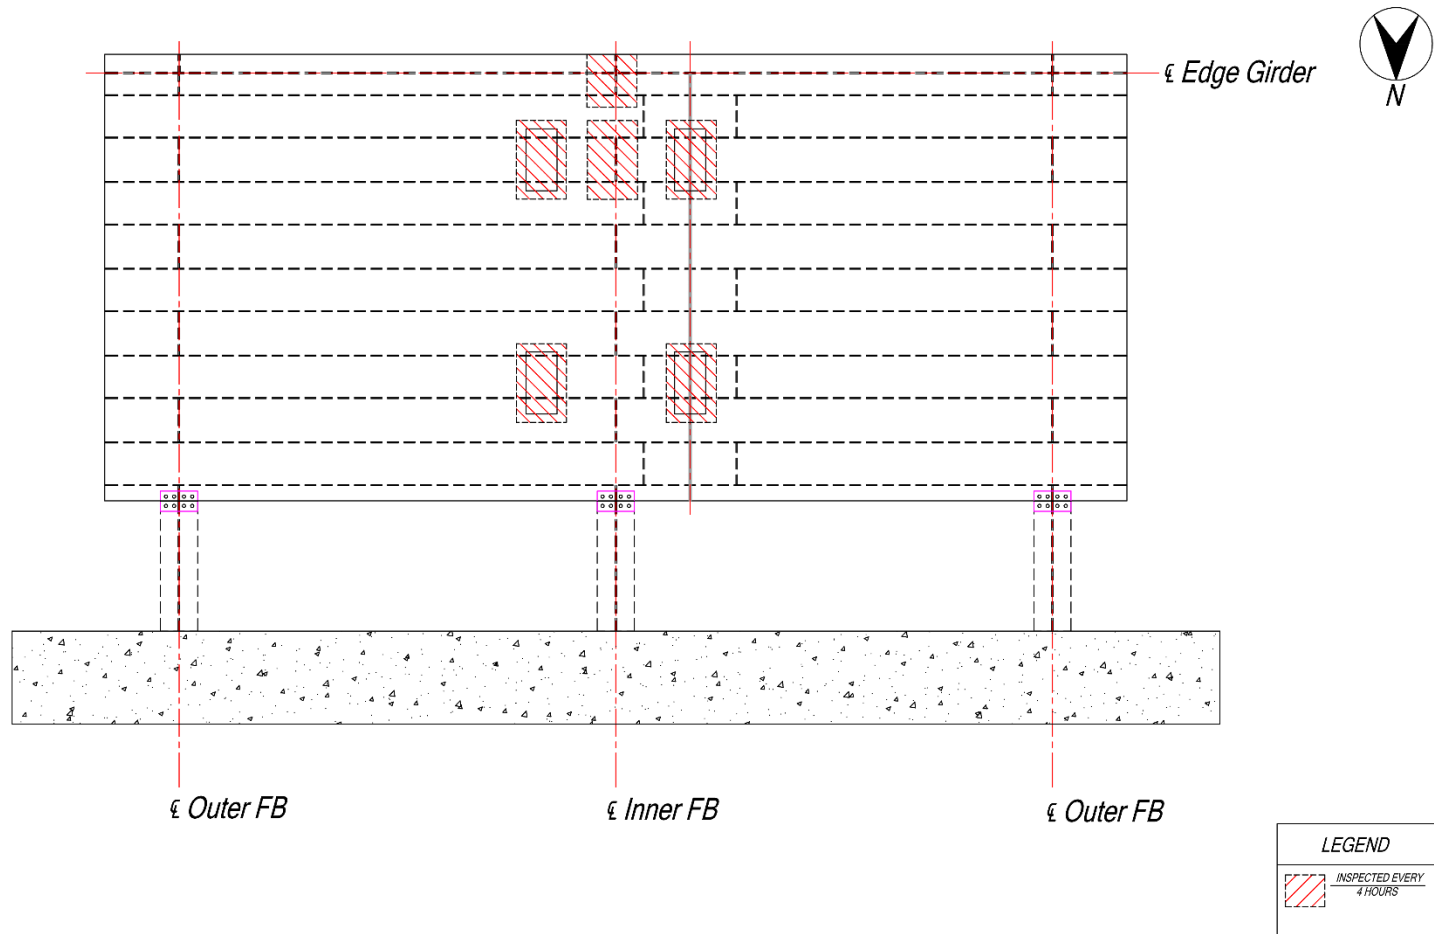 ℄ Edge Girder
N
℄ Outer FB
℄ Inner FB
℄ Outer FB
LEGEND
INSPECTED EVERY
4 HOURS